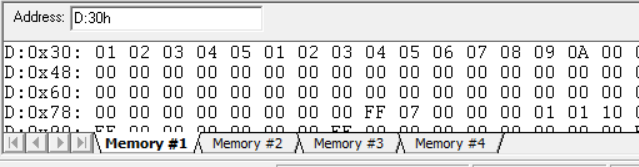 Address: D:30h
D:0x30: 01 02 03 04 05 01 02 03 04 05 06 07 08 09 0A 00
D:0x48: 00 00 00 00 00 00 00 00 00 00 00 00 00 00 00 00
D:0x60: 00 00 00 00 00 00 00 00 00 00 00 00 00 00 00 00
D:0x78: 00 00 00 00 00 00 00 00 FF 07 00 00 00 01 01 10
Memory #1 Memory #2 Memory #3 Memory #4